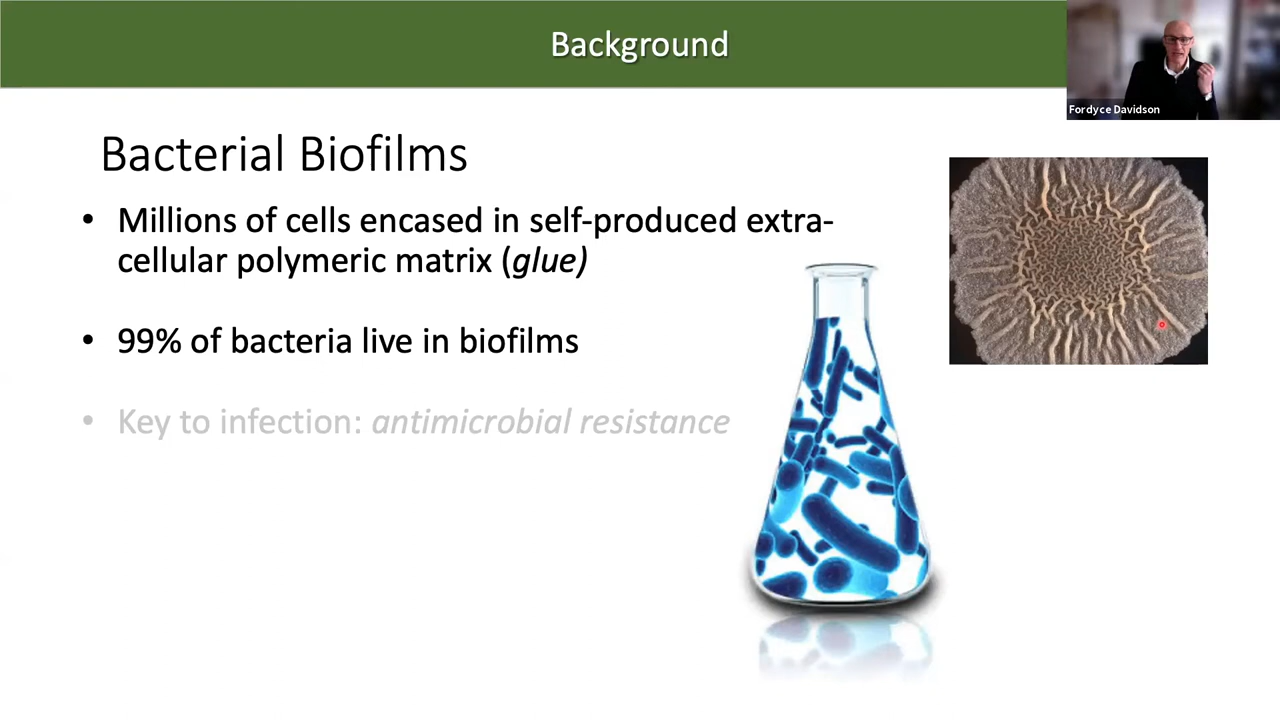 Background
Fordyce Davidson
Bacterial Biofilms
• Millions of cells encased in self-produced extra-
cellular polymeric matrix (glue)
• 99% of bacteria live in biofilms
• Key to infection: antimicrobial resistance